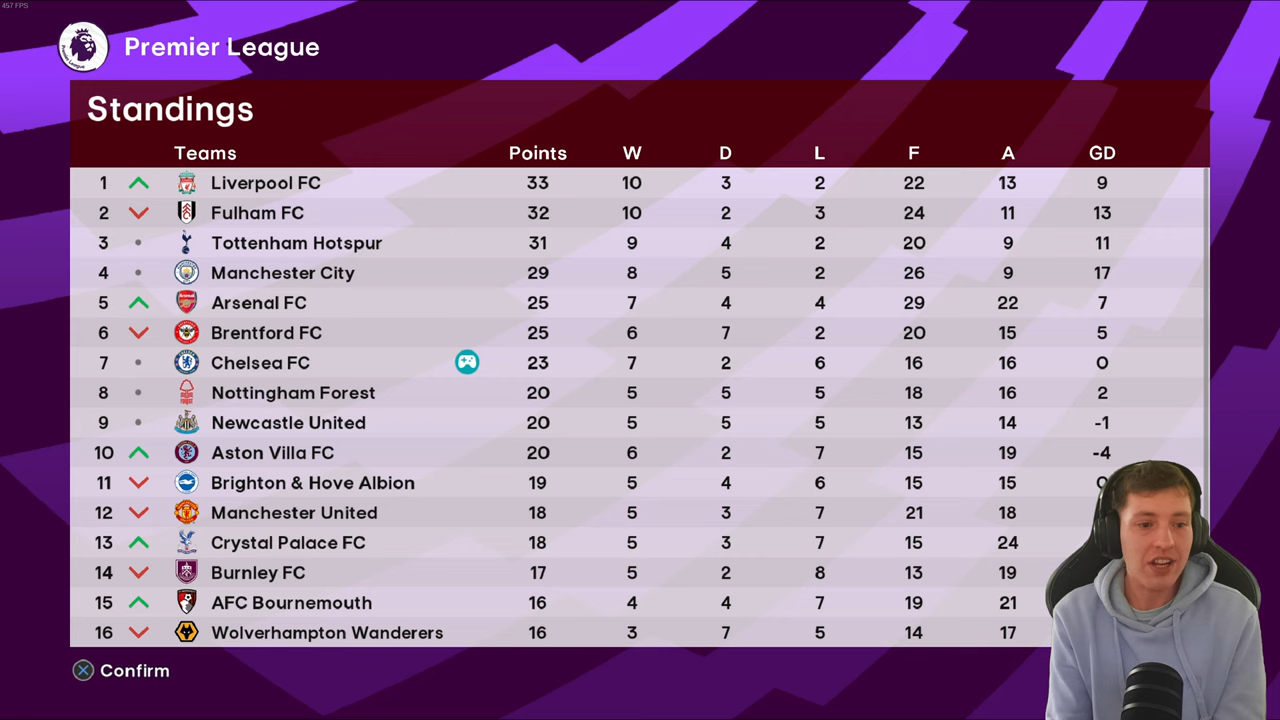 457 FPS
Premier League
Standings
Teams Points W D L F A GD
1 Liverpool FC 33 10 3 2 22 13 9
2 Fulham FC 32 10 2 3 24 11 13
3 Tottenham Hotspur 31 9 4 2 20 9 11
4 Manchester City 29 8 5 2 26 9 17
5 Arsenal FC 25 7 4 4 29 22 7
6 Brentford FC 25 6 7 2 20 15 5
7 Chelsea FC 23 7 2 6 16 16 0
8 Nottingham Forest 20 5 5 5 18 16 2
9 Newcastle United 20 5 5 5 13 14 -1
10 Aston Villa FC 20 6 2 7 15 19 -4
11 Brighton & Hove Albion 19 5 4 6 15 15 0
12 Manchester United 18 5 3 7 21 18
13 Crystal Palace FC 18 5 3 7 15 24
14 Burnley FC 17 5 2 8 13 19
15 AFC Bournemouth 16 4 4 7 19 21
16 Wolverhampton Wanderers 16 3 7 5 14 17
Confirm